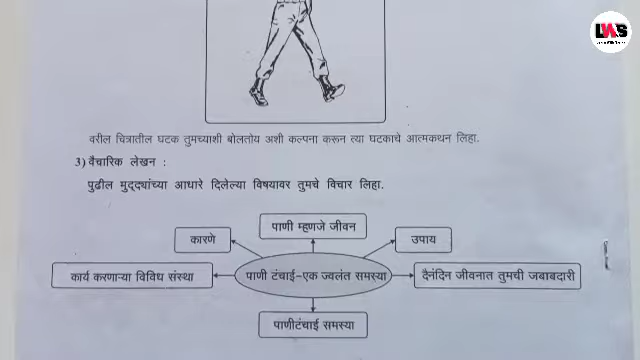 LMS
वरील चित्रातील घटक तुमच्याशी बोलतोय अशी कल्पना करून त्या घटकाचे आत्मकथन लिहा.
3) वैचारिक लेखन :
पुढील मुद्द्यांच्या आधारे दिलेल्या विषयावर तुमचे विचार लिहा.
पाणी म्हणजे जीवन
कारणे
उपाय
कार्य करणाऱ्या विविध संस्था
पाणी टंचाई-एक ज्वलंत समस्या
दैनंदिन जीवनात तुमची जबाबदारी
पाणीटंचाई समस्या